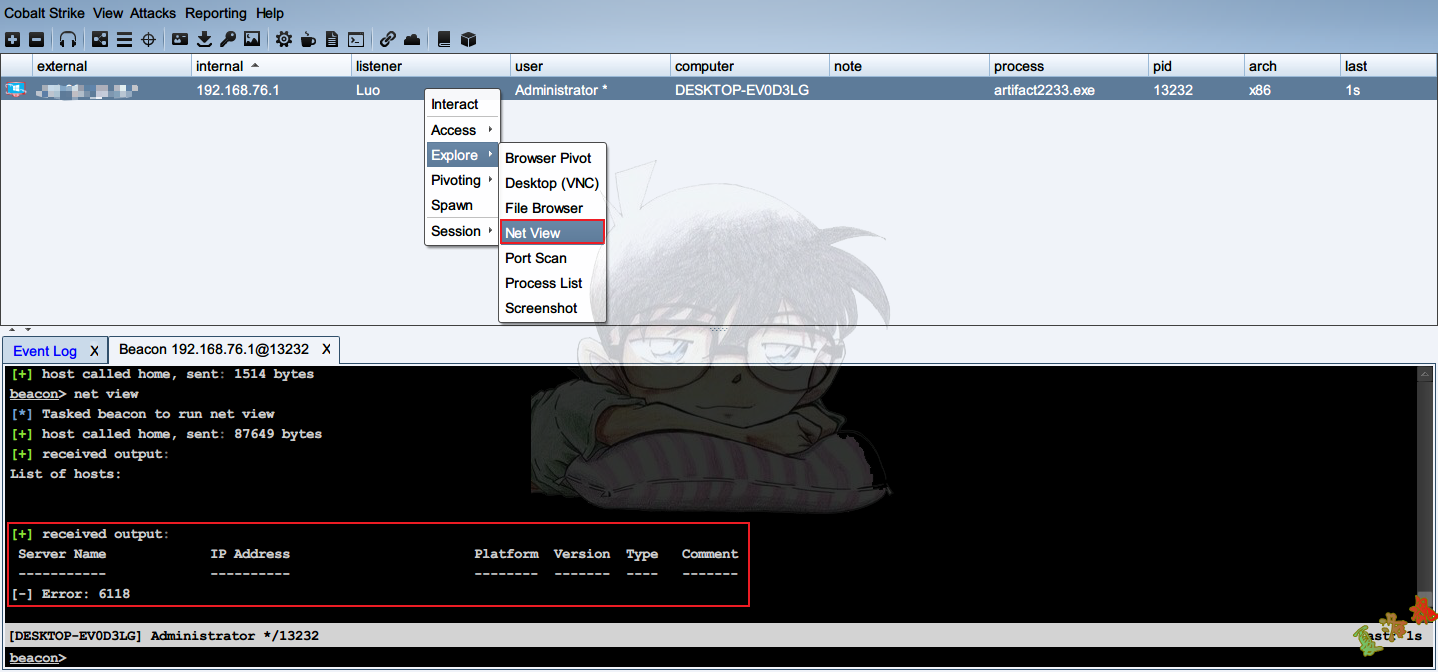 Cobalt Strike View Attacks Reporting Help
external internal listener user computer note process pid arch last
192.168.76.1 Luo Administrator * DESKTOP-EV0D3LG artifact2233.exe 13232 x86 1s
Interact
Access
Explore
Pivoting
Spawn
Session
Browser Pivot
Desktop (VNC)
File Browser
Net View
Port Scan
Process List
Screenshot
Event Log X Beacon 192.168.76.1@13232 X
[+] host called home, sent: 1514 bytes
beacon> net view
[*] Tasked beacon to run net view
[+] host called home, sent: 87649 bytes
[+] received output:
List of hosts:
[+] received output:
Server Name IP Address Platform Version Type Comment
----------- ---------- -------- ------- ---- -------
[-] Error: 6118
[DESKTOP-EV0D3LG] Administrator */13232 1s
beacon>